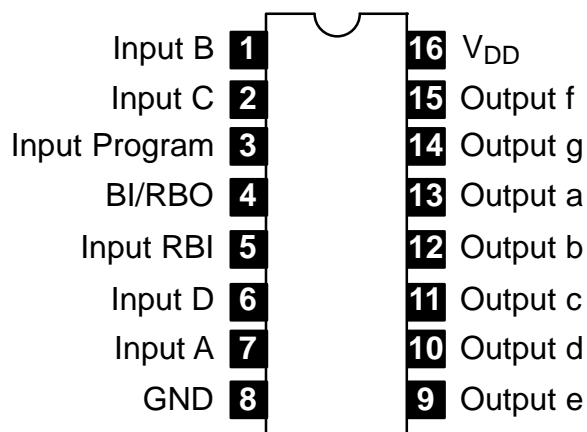 Input B 1 16 VDD
Input C 2 15 Output f
Input Program 3 14 Output g
BI/RBO 4 13 Output a
Input RBI 5 12 Output b
Input D 6 11 Output c
Input A 7 10 Output d
GND 8 9 Output e